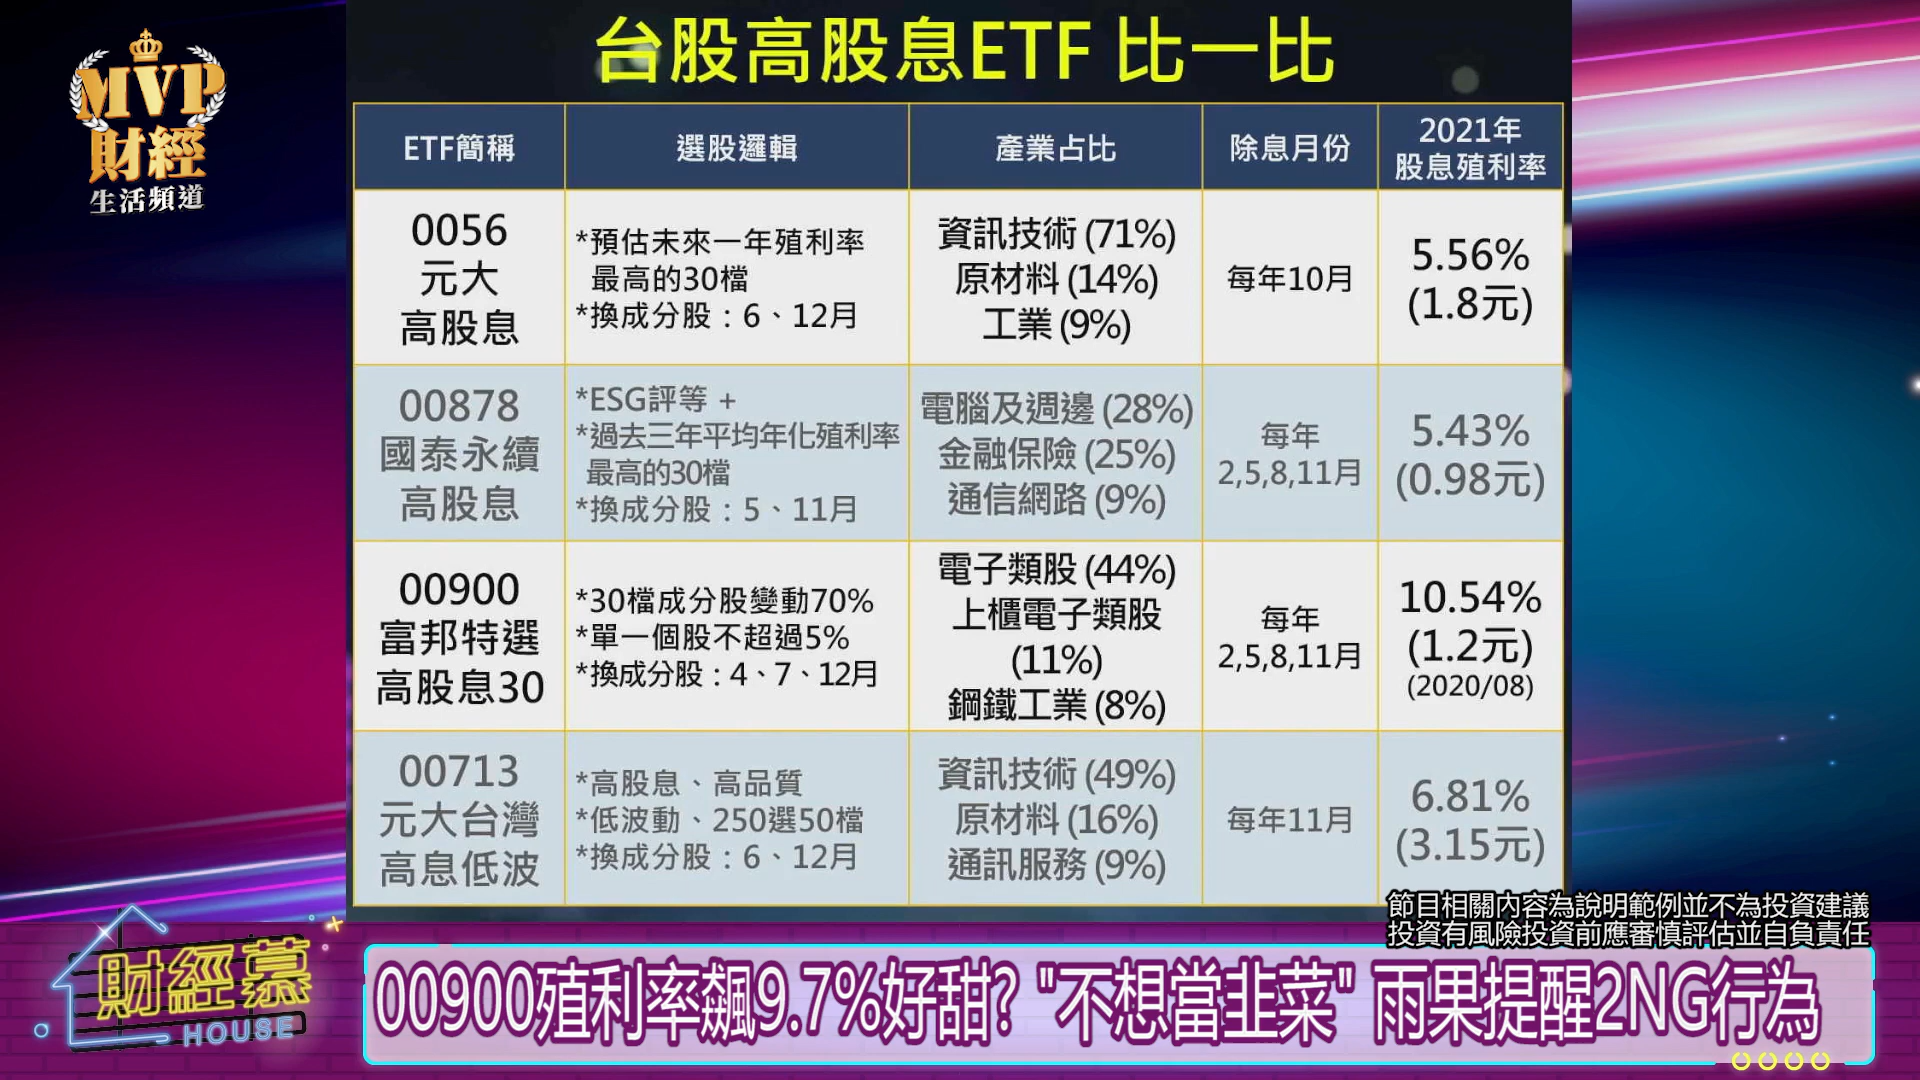 MVP
財經
生活頻道
台股高股息ETF 比一比
ETF簡稱
選股邏輯
產業占比
除息月份
2021年
股息殖利率
0056
元大
高股息
*預估未來一年殖利率
最高的30檔
*換成分股：6、12月
資訊技術 (71%)
原材料 (14%)
工業 (9%)
每年10月
5.56%
(1.8元)
00878
國泰永續
高股息
*ESG評等 +
*過去三年平均年化殖利率
最高的30檔
*換成分股：5、11月
電腦及週邊 (28%)
金融保險 (25%)
通信網路 (9%)
每年
2,5,8,11月
5.43%
(0.98元)
00900
富邦特選
高股息30
*30檔成分股變動70%
*單一個股不超過5%
*換成分股：4、7、12月
電子類股 (44%)
上櫃電子類股
(11%)
鋼鐵工業 (8%)
每年
2,5,8,11月
10.54%
(1.2元)
(2020/08)
00713
元大台灣
高息低波
*高股息、高品質
*低波動、250選50檔
*換成分股：6、12月
資訊技術 (49%)
原材料 (16%)
通訊服務 (9%)
每年11月
6.81%
(3.15元)
節目相關內容為說明範例並不為投資建議
投資有風險投資前應審慎評估並自負責任
財經慕
HOUSE
00900殖利率飆9.7%好甜? "不想當韭菜" 雨果提醒2NG行為